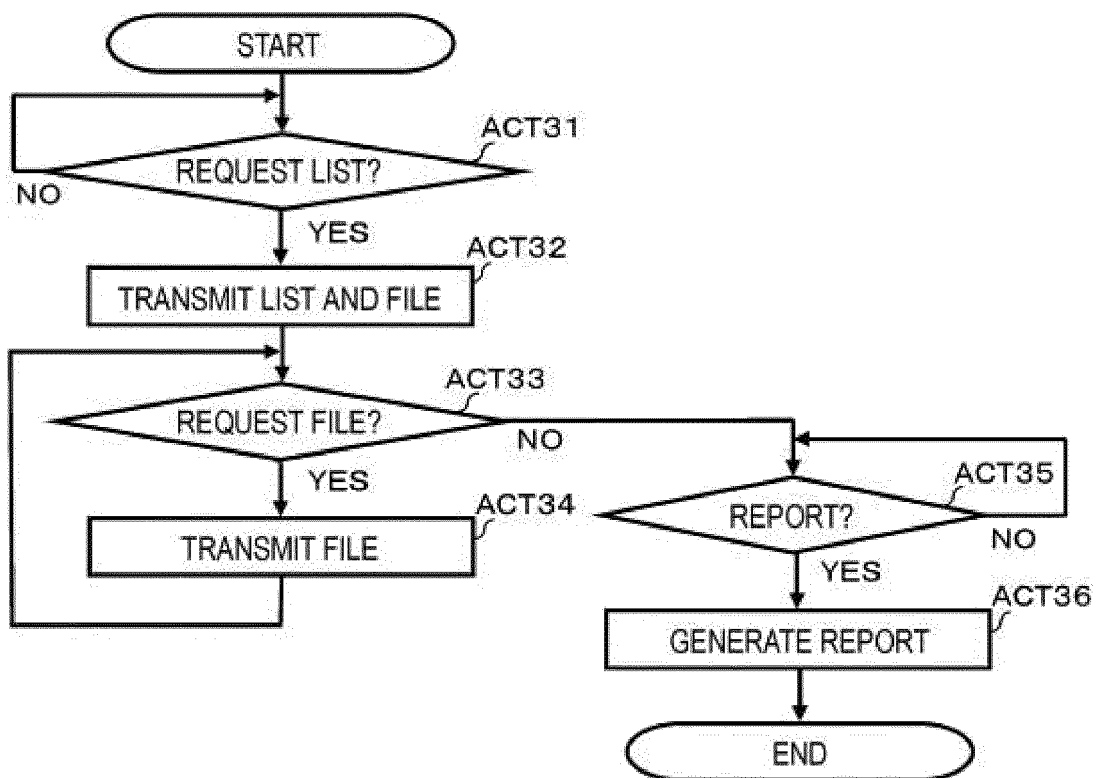 START
ACT31
REQUEST LIST?
NO
YES
ACT32
TRANSMIT LIST AND FILE
ACT33
REQUEST FILE?
NO
YES
ACT34
TRANSMIT FILE
ACT35
REPORT?
NO
YES
ACT36
GENERATE REPORT
END